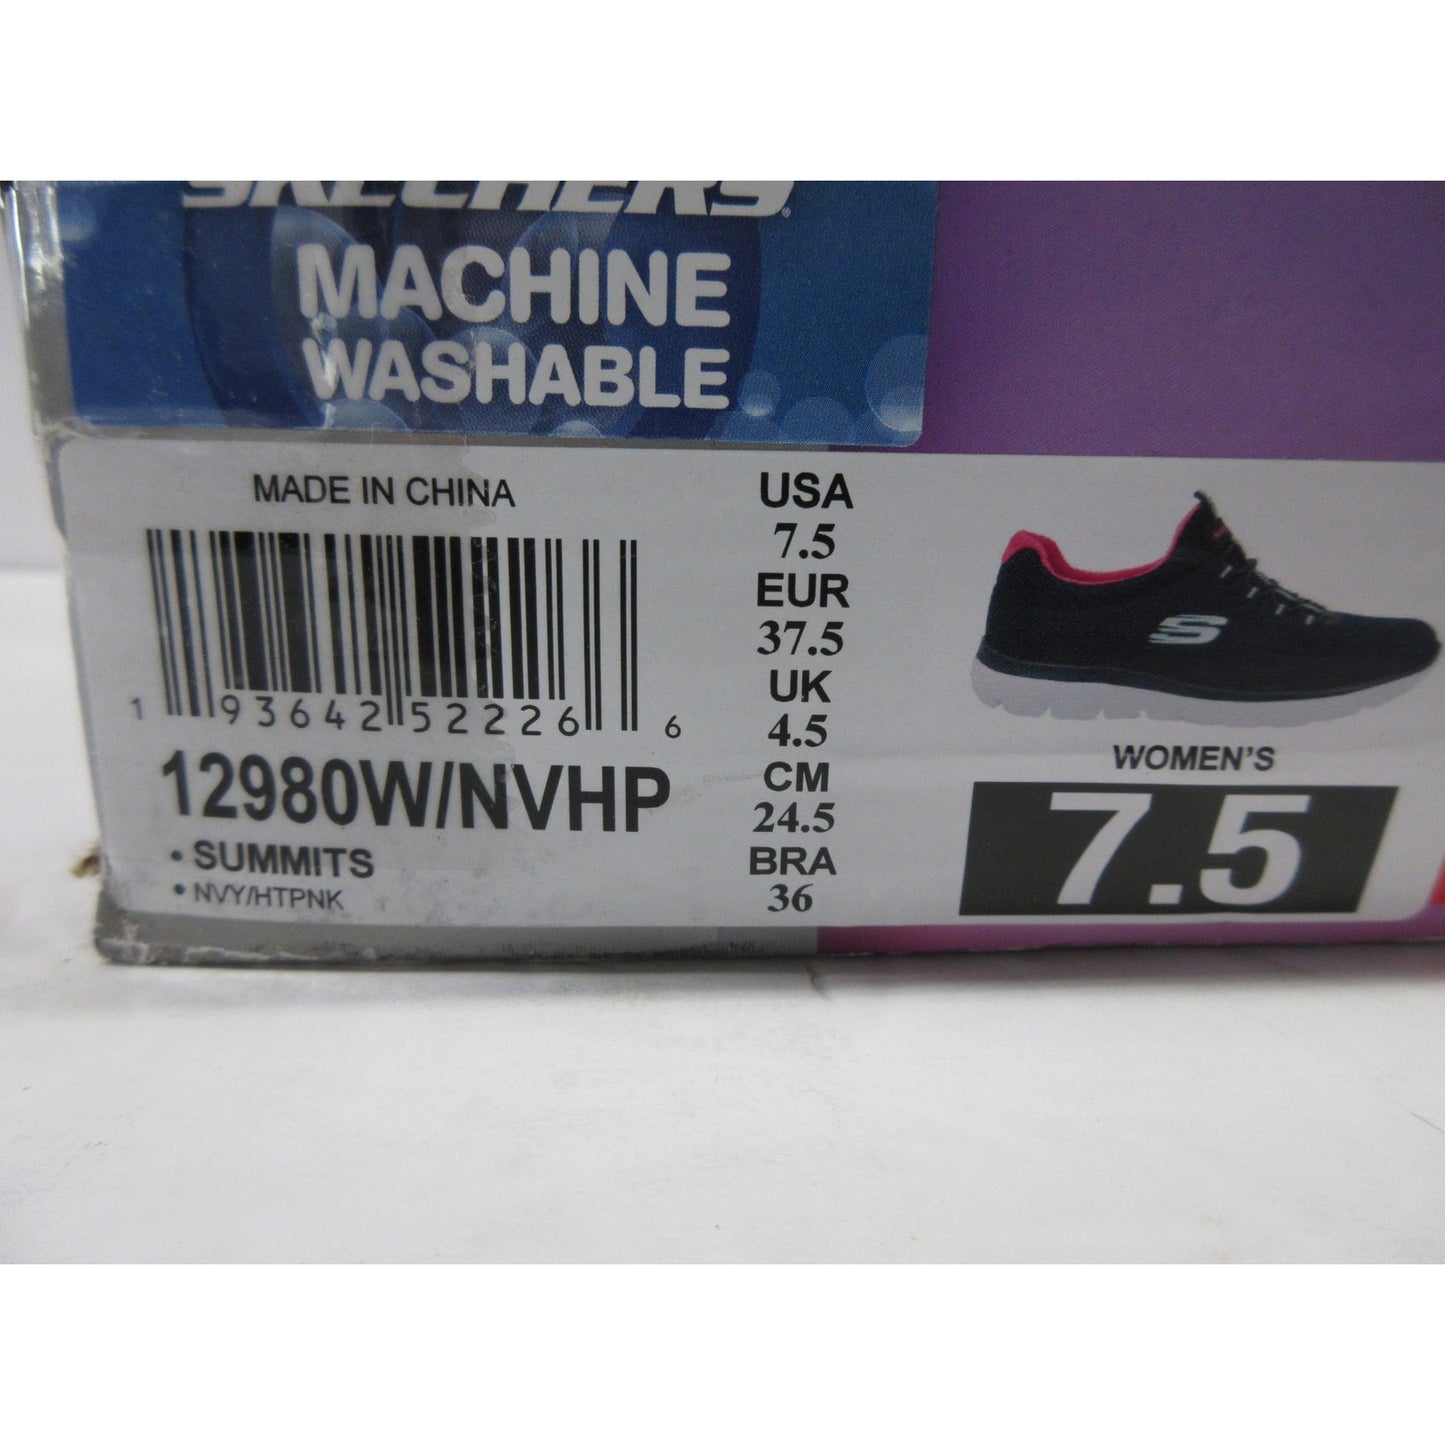 SKECHERS
MACHINE
WASHABLE
MADE IN CHINA
1 93642 52226 6
12980W/NVHP
• SUMMITS
• NVY/HTPNK
USA
7.5
EUR
37.5
UK
4.5
CM
24.5
BRA
36
S
WOMEN'S
7.5